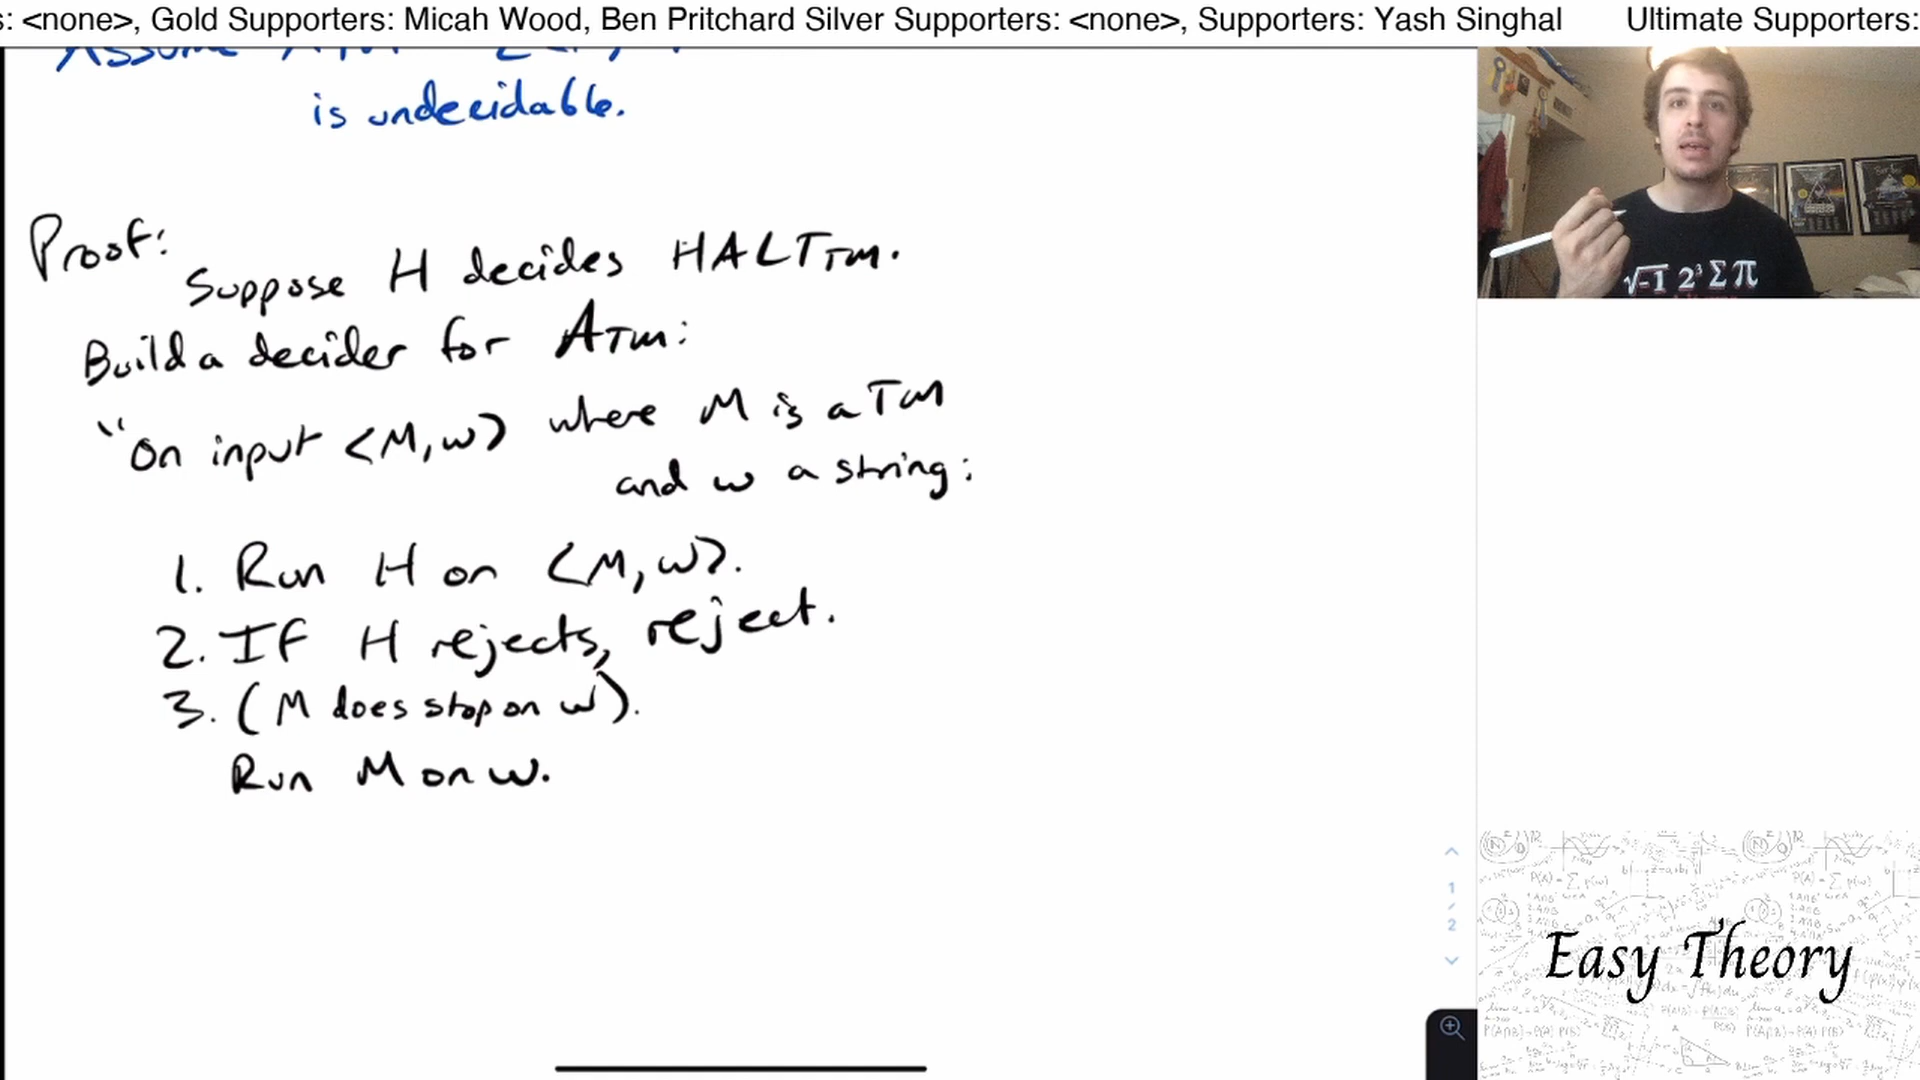 s: <none>, Gold Supporters: Micah Wood, Ben Pritchard Silver Supporters: <none>, Supporters: Yash Singhal Ultimate Supporters:
Assume
is undecidable.
Proof:
Suppose H decides HALTTM.
Build a decider for ATM:
"On input <M,w> where M is a TM
and w a string:
1. Run H on <M,w>.
2. If H rejects, reject.
3. (M does stop on w).
Run M on w.
√-1 2³ Σ π
1
2
Easy Theory